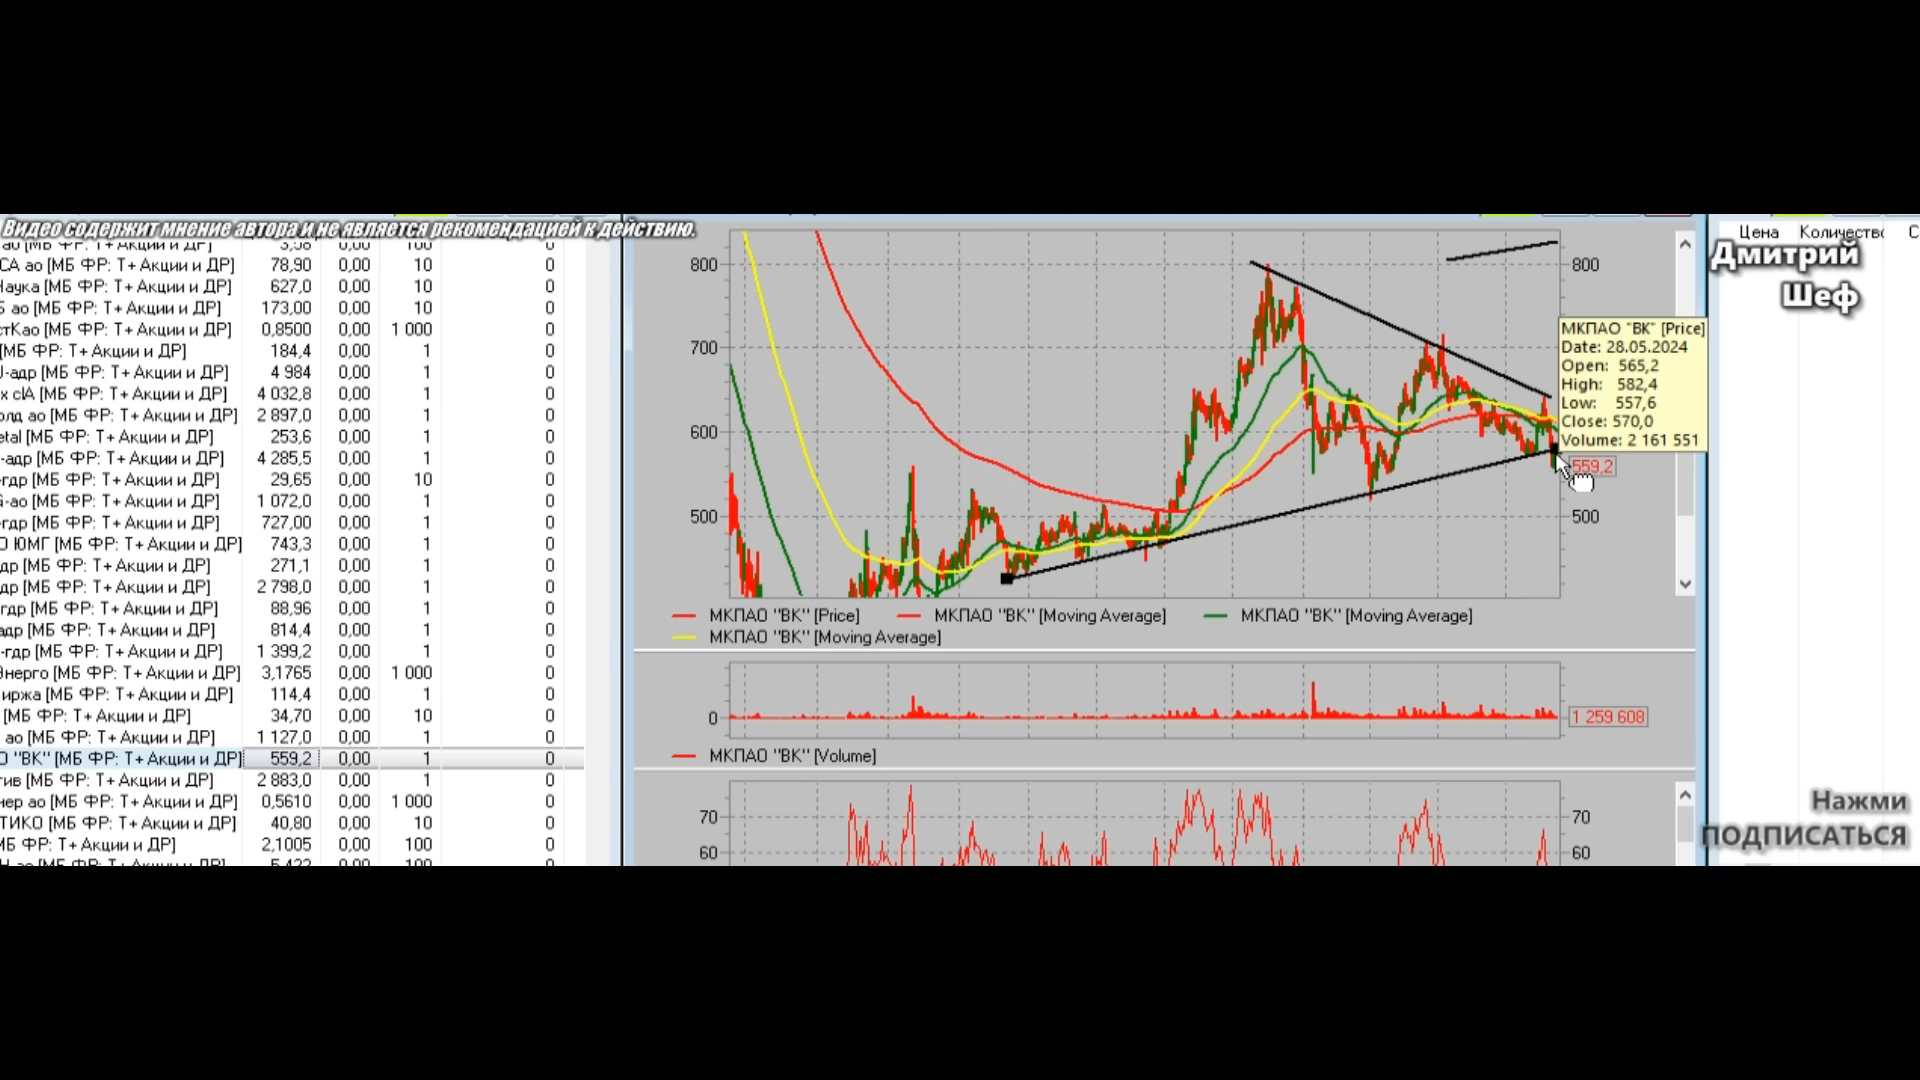 Видео содержит мнение автора и не является рекомендацией к действию.
ао [МБ ФР: Т+ Акции и ДР] 3,38 0,00 100 0
СА ао [МБ ФР: Т+ Акции и ДР] 78,90 0,00 10 0
Наука [МБ ФР: Т+ Акции и ДР] 627,0 0,00 10 0
Б ао [МБ ФР: Т+ Акции и ДР] 173,00 0,00 10 0
стКао [МБ ФР: Т+ Акции и ДР] 0,8500 0,00 1 000 0
[МБ ФР: Т+ Акции и ДР] 184,4 0,00 1 0
-адр [МБ ФР: Т+ Акции и ДР] 4 984 0,00 1 0
х clA [МБ ФР: Т+ Акции и ДР] 4 032,8 0,00 1 0
олд ао [МБ ФР: Т+ Акции и ДР] 2 897,0 0,00 1 0
etal [МБ ФР: Т+ Акции и ДР] 253,6 0,00 1 0
-адр [МБ ФР: Т+ Акции и ДР] 4 285,5 0,00 1 0
-гдр [МБ ФР: Т+ Акции и ДР] 29,65 0,00 10 0
G-ао [МБ ФР: Т+ Акции и ДР] 1 072,0 0,00 1 0
-гдр [МБ ФР: Т+ Акции и ДР] 727,00 0,00 1 0
О ЮМГ [МБ ФР: Т+ Акции и ДР] 743,3 0,00 1 0
др [МБ ФР: Т+ Акции и ДР] 271,1 0,00 1 0
др [МБ ФР: Т+ Акции и ДР] 2 798,0 0,00 1 0
гдр [МБ ФР: Т+ Акции и ДР] 88,96 0,00 1 0
адр [МБ ФР: Т+ Акции и ДР] 814,4 0,00 1 0
-гдр [МБ ФР: Т+ Акции и ДР] 1 399,2 0,00 1 0
Энерго [МБ ФР: Т+ Акции и ДР] 3,1765 0,00 1 000 0
иржа [МБ ФР: Т+ Акции и ДР] 114,4 0,00 1 0
[МБ ФР: Т+ Акции и ДР] 34,70 0,00 10 0
ао [МБ ФР: Т+ Акции и ДР] 1 127,0 0,00 1 0
О "ВК" [МБ ФР: Т+ Акции и ДР] 559,2 0,00 1 0
тив [МБ ФР: Т+ Акции и ДР] 2 883,0 0,00 1 0
нер ао [МБ ФР: Т+ Акции и ДР] 0,5610 0,00 1 000 0
ТИКО [МБ ФР: Т+ Акции и ДР] 40,80 0,00 10 0
МБ ФР: Т+ Акции и ДР] 2,1005 0,00 100 0
800 800
700
600
500 500
МКПАО "ВК" [Price]
Date: 28.05.2024
Open: 565,2
High: 582,4
Low: 557,6
Close: 570,0
Volume: 2 161 551
559,2
МКПАО "ВК" [Price] МКПАО "ВК" [Moving Average] МКПАО "ВК" [Moving Average]
МКПАО "ВК" [Moving Average]
0 1 259 608
МКПАО "ВК" [Volume]
70 70
60 60
Цена Количество С
Дмитрий
Шеф
Нажми
ПОДПИСАТЬСЯ